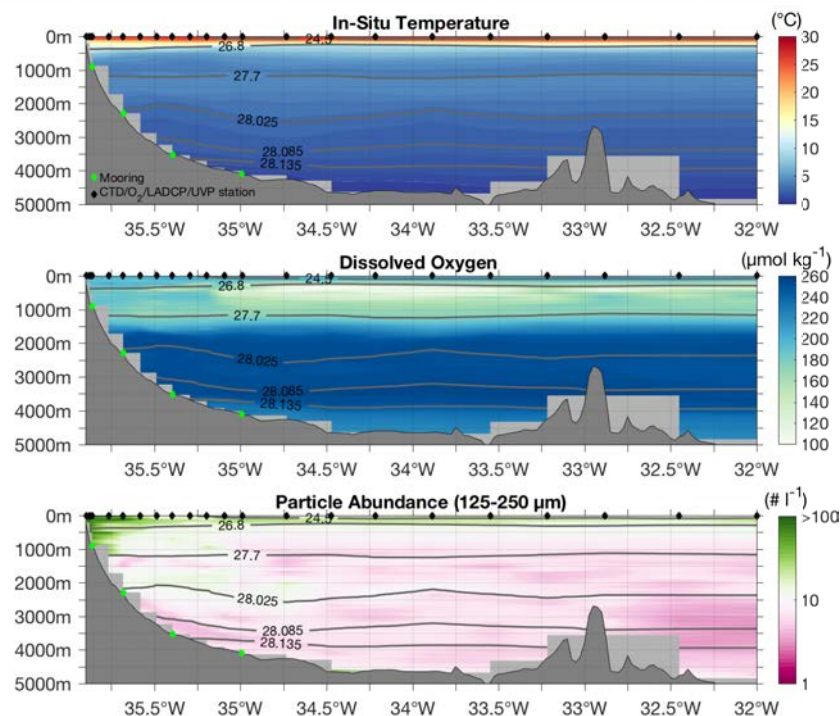 In-Situ Temperature
(°C)
0m
1000m
2000m
3000m
4000m
5000m
24.5
26.8
27.7
28.025
28.085
28.135
Mooring
CTD/O₂/LADCP/UVP station
30
25
20
15
10
5
0
35.5°W
35°W
34.5°W
34°W
33.5°W
33°W
32.5°W
32°W
Dissolved Oxygen
(μmol kg⁻¹)
0m
1000m
2000m
3000m
4000m
5000m
24.5
26.8
27.7
28.025
28.085
28.135
260
240
220
200
180
160
140
120
100
35.5°W
35°W
34.5°W
34°W
33.5°W
33°W
32.5°W
32°W
Particle Abundance (125-250 μm)
(# l⁻¹)
0m
1000m
2000m
3000m
4000m
5000m
24.5
26.8
27.7
28.025
28.085
28.135
>100
10
1
35.5°W
35°W
34.5°W
34°W
33.5°W
33°W
32.5°W
32°W